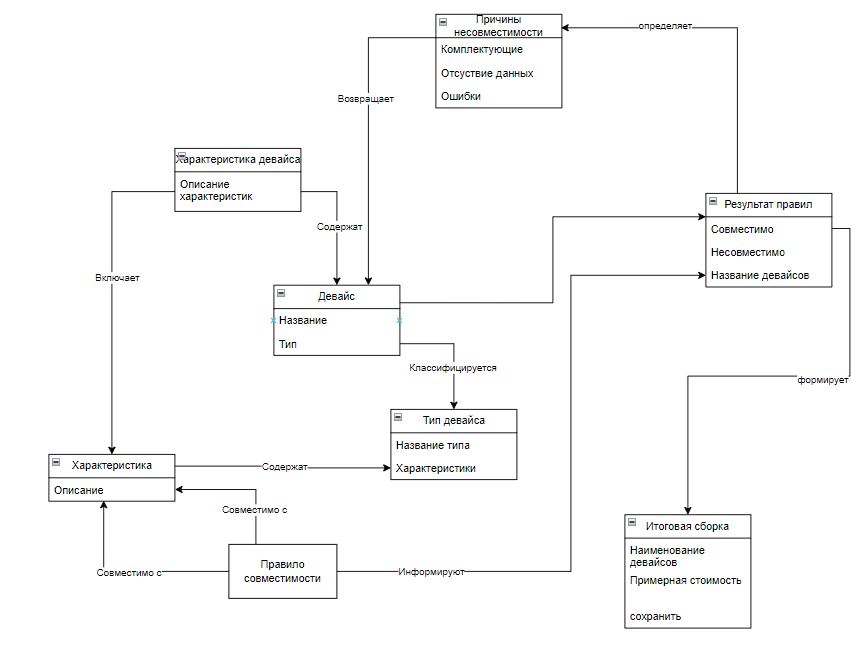 Причины
несовместимости
Комплектующие
Отсуствие данных
Ошибки
определяет
Возвращает
Характеристика девайса
Описание
характеристик
Содержат
Включает
Результат правил
Совместимо
Несовместимо
Название девайсов
Девайс
Название
Тип
Классифицируется
формирует
Тип девайса
Название типа
Характеристики
Характеристика
Описание
Содержат
Совместимо с
Совместимо с
Правило
совместимости
Информируют
Итоговая сборка
Наименование
девайсов
Примерная стоимость
сохранить